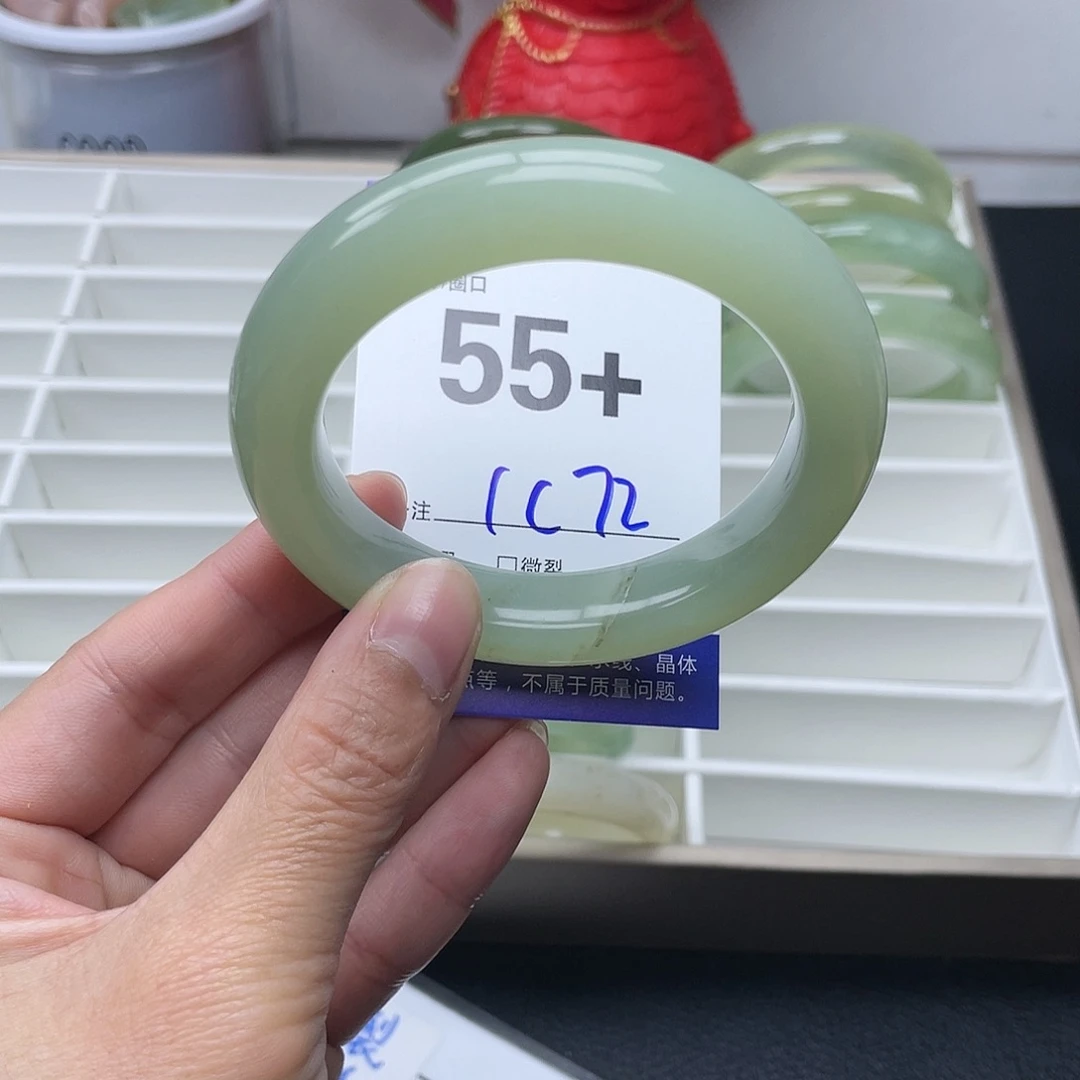 圈口
55+
注
1C72
□微裂
水线、晶体
点等，不属于质量问题。